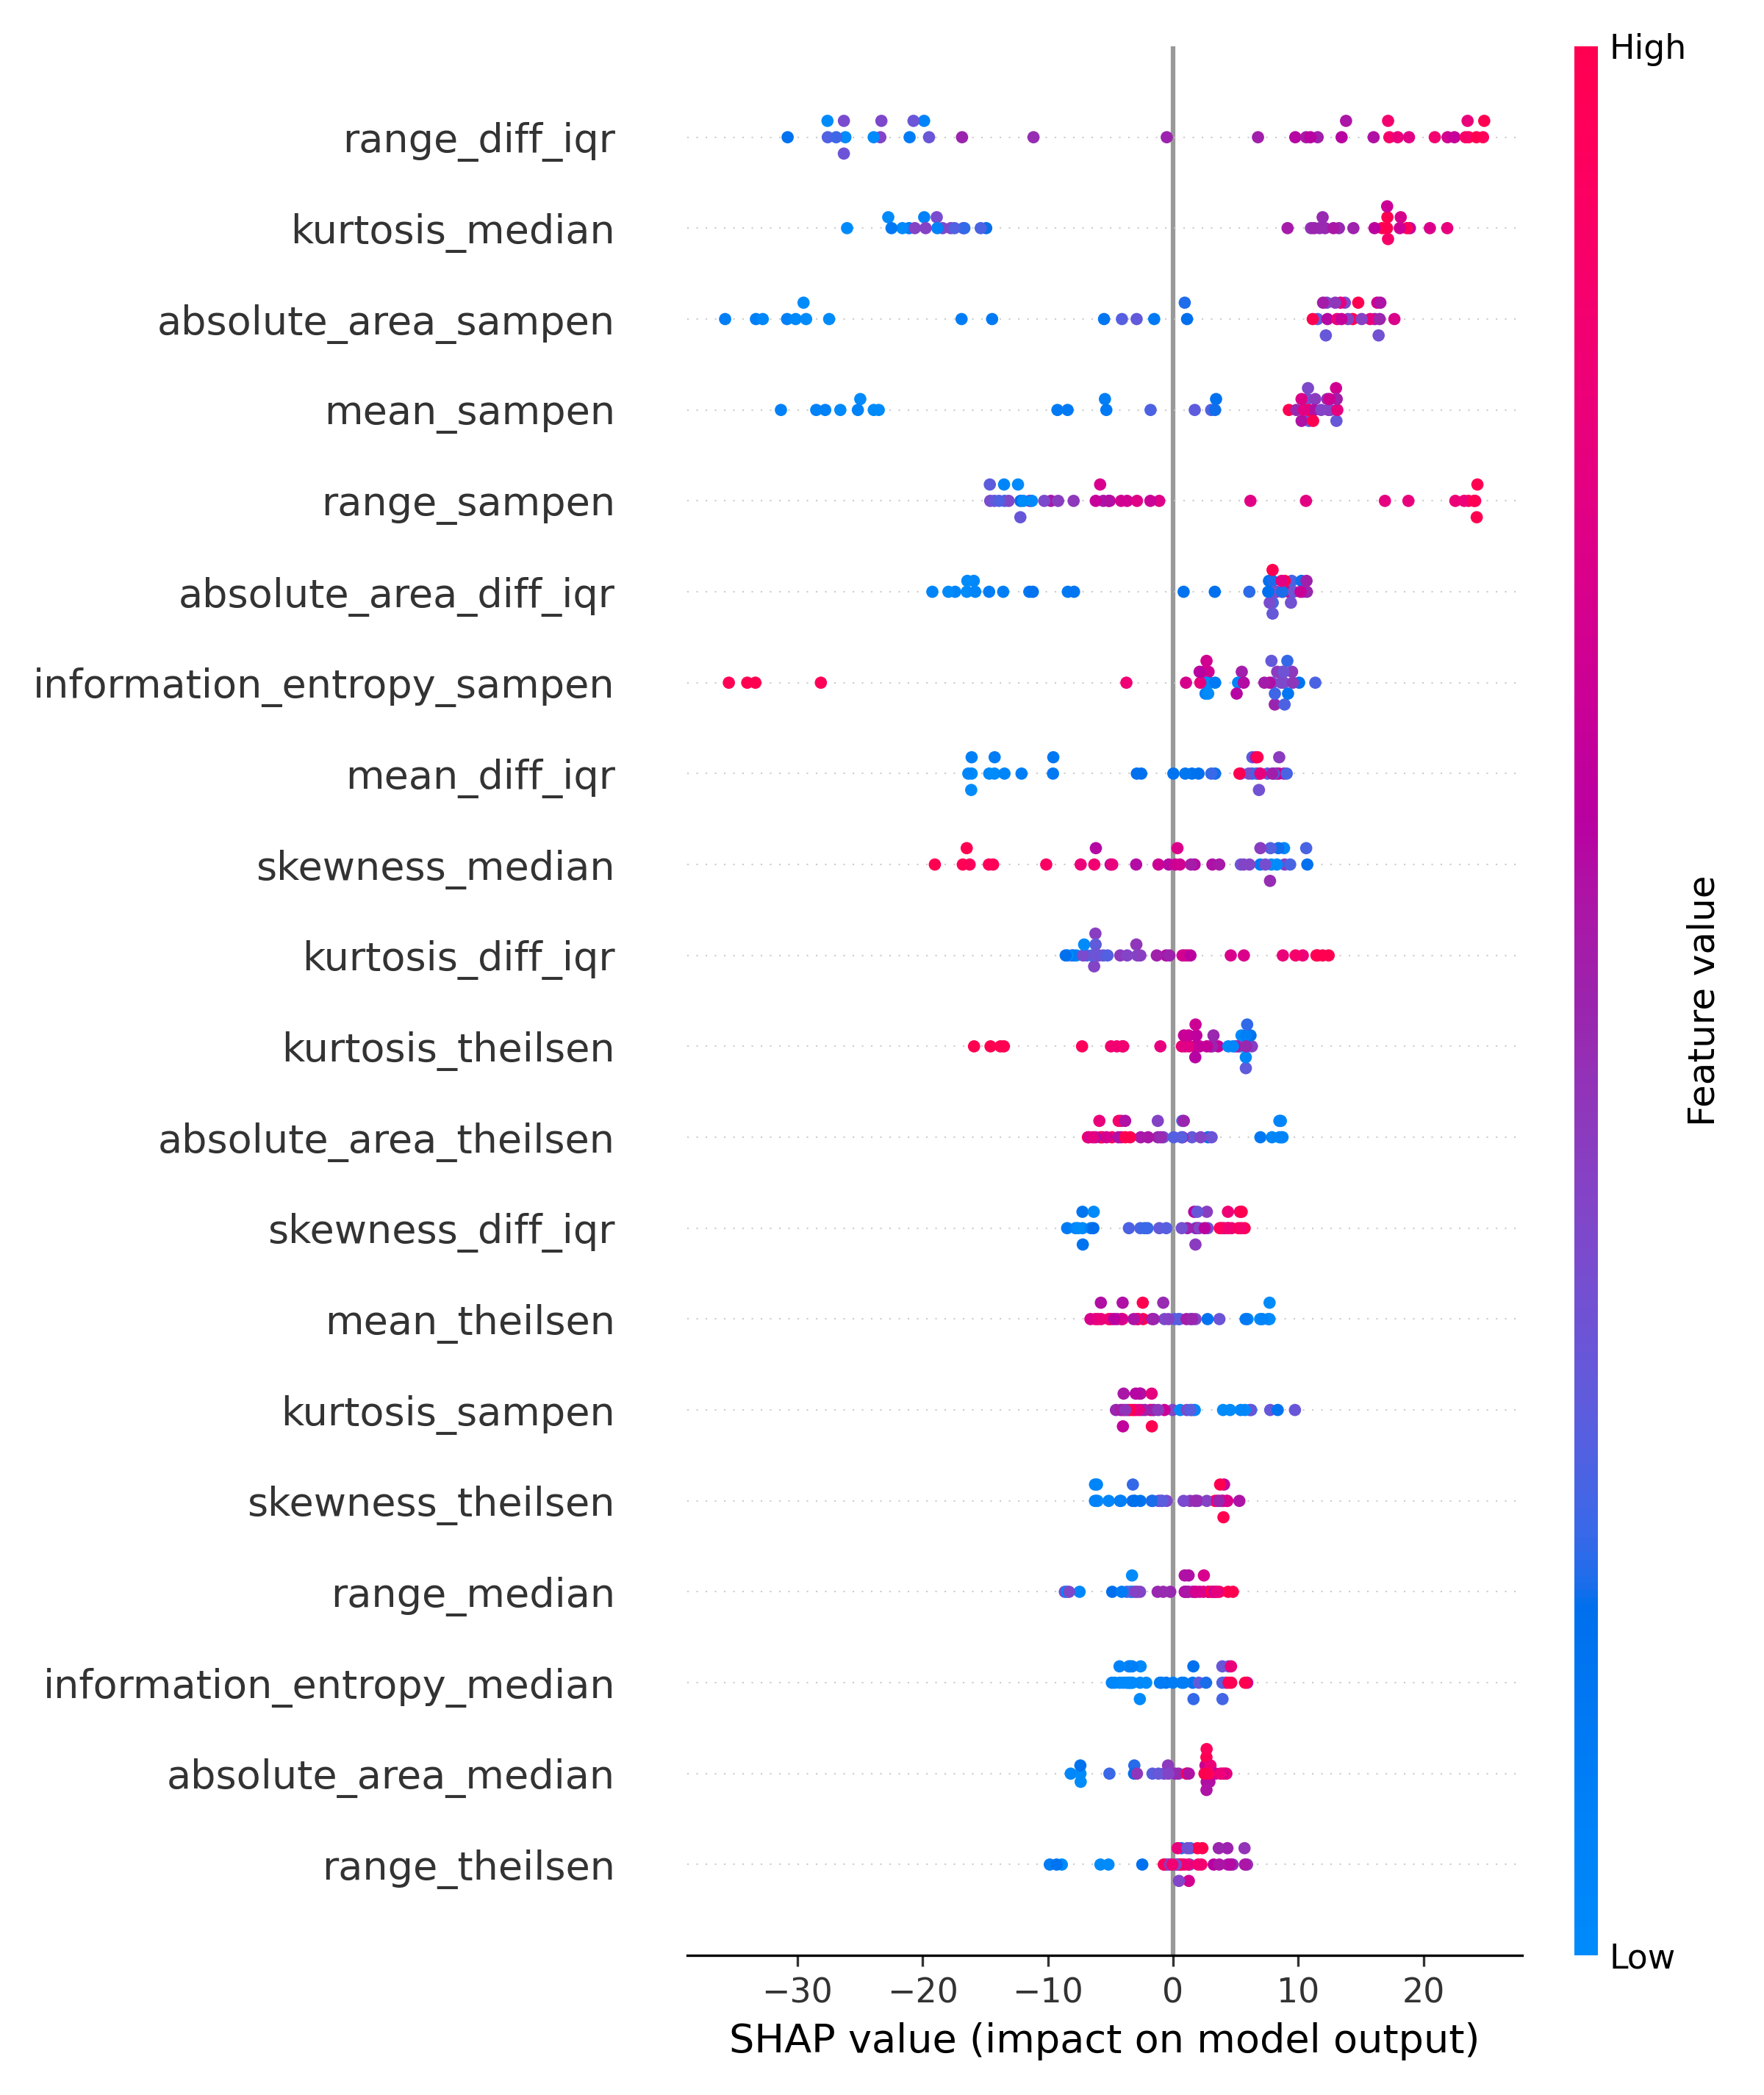 High
range_diff_iqr
kurtosis_median
absolute_area_sampen
mean_sampen
range_sampen
absolute_area_diff_iqr
information_entropy_sampen
mean_diff_iqr
skewness_median
kurtosis_diff_iqr
kurtosis_theilsen
absolute_area_theilsen
skewness_diff_iqr
mean_theilsen
kurtosis_sampen
skewness_theilsen
range_median
information_entropy_median
absolute_area_median
range_theilsen
Feature value
Low
−30 −20 −10 0 10 20
SHAP value (impact on model output)